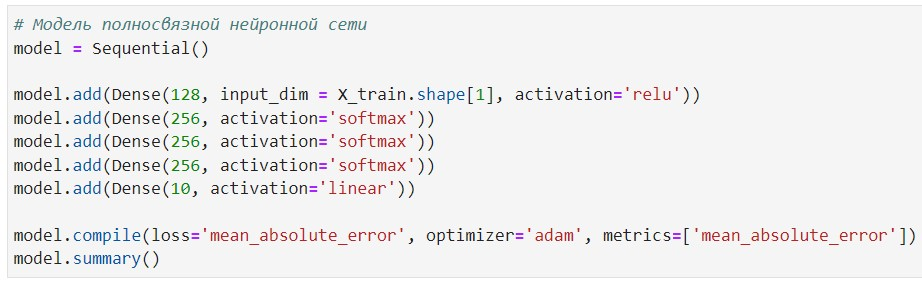 # Модель полносвязной нейронной сети
model = Sequential()
model.add(Dense(128, input_dim = X_train.shape[1], activation='relu'))
model.add(Dense(256, activation='softmax'))
model.add(Dense(256, activation='softmax'))
model.add(Dense(256, activation='softmax'))
model.add(Dense(10, activation='linear'))
model.compile(loss='mean_absolute_error', optimizer='adam', metrics=['mean_absolute_error'])
model.summary()